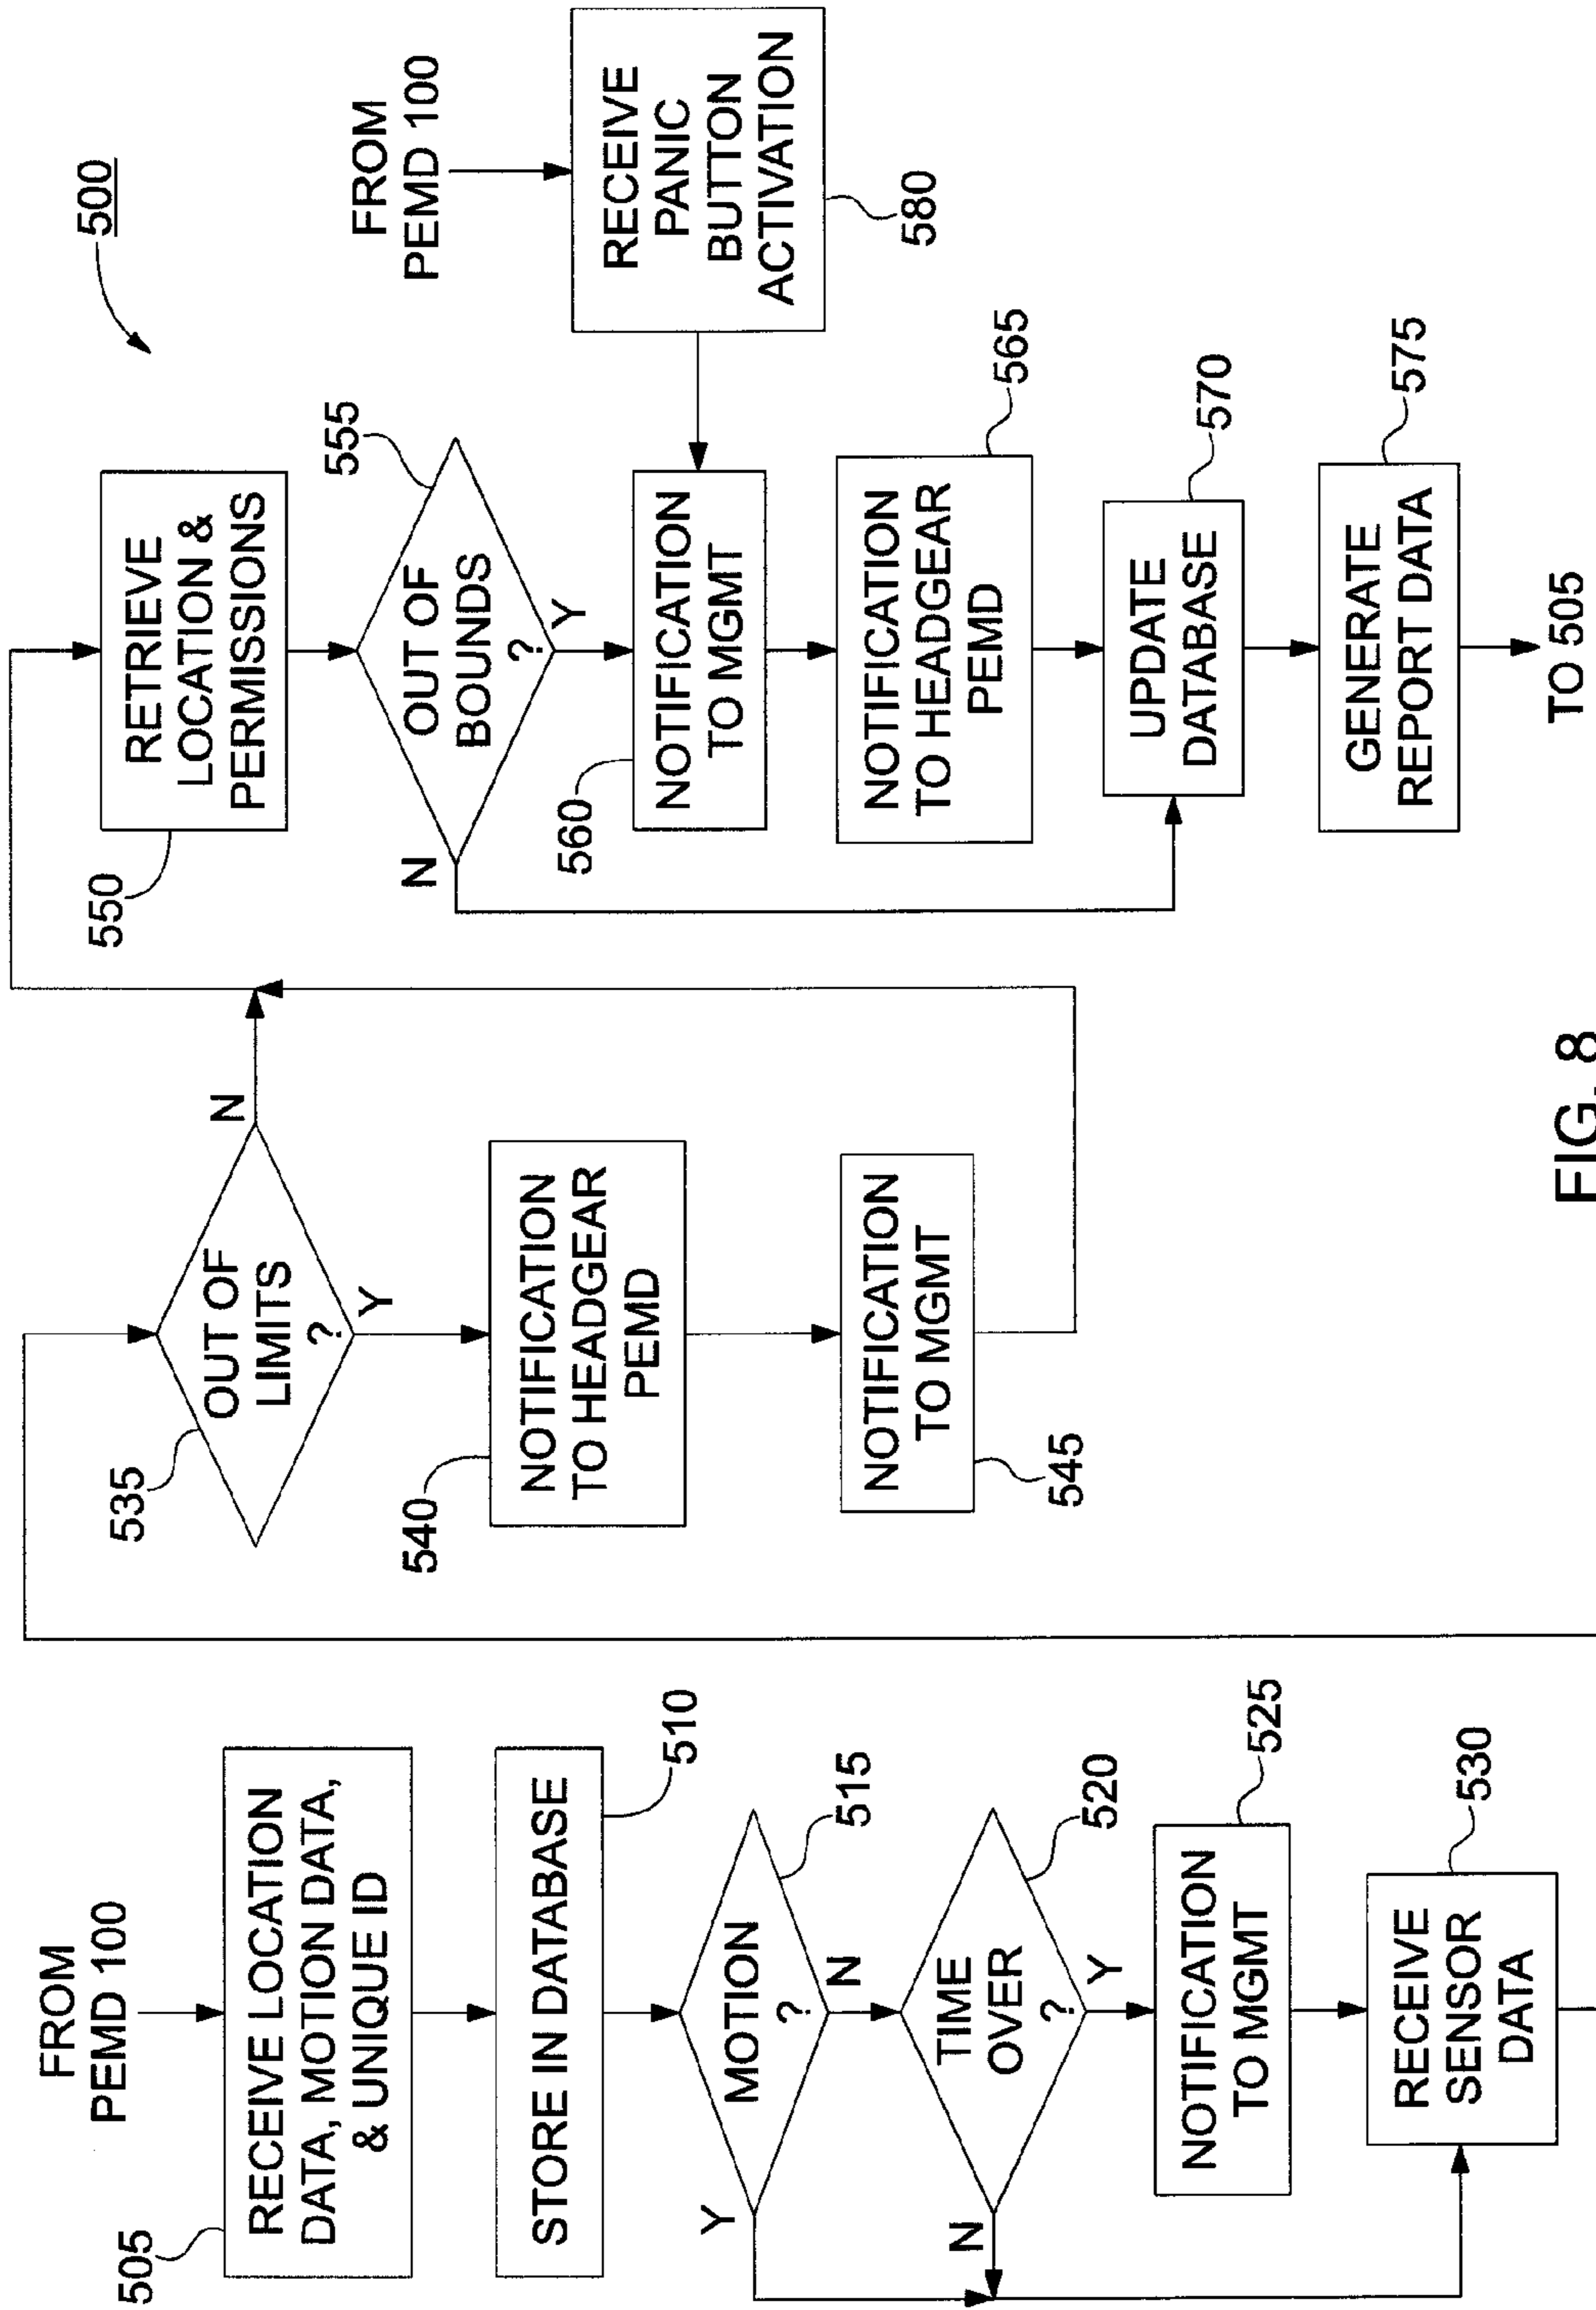 500
FROM
PEMD 100
505
RECEIVE LOCATION
DATA, MOTION DATA,
& UNIQUE ID
STORE IN DATABASE
510
MOTION
?
515
Y
N
TIME
OVER
?
520
N
Y
NOTIFICATION
TO MGMT
525
RECEIVE
SENSOR
DATA
530
535
OUT OF
LIMITS
?
N
Y
540
NOTIFICATION
TO HEADGEAR
PEMD
NOTIFICATION
TO MGMT
545
550
RETRIEVE
LOCATION &
PERMISSIONS
555
OUT OF
BOUNDS
?
N
Y
560
NOTIFICATION
TO MGMT
FROM
PEMD 100
RECEIVE
PANIC
BUTTON
ACTIVATION
580
NOTIFICATION
TO HEADGEAR
PEMD
565
UPDATE
DATABASE
570
GENERATE
REPORT DATA
575
TO 505
FIG. 8